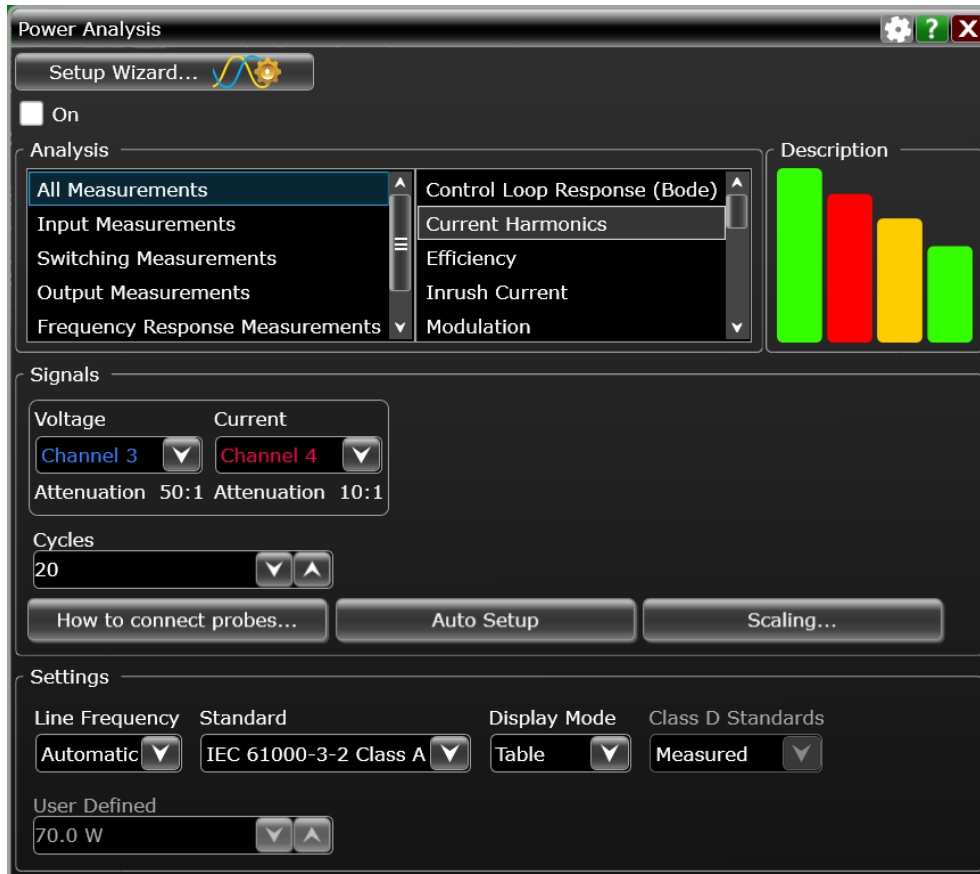 Power Analysis ? X
Setup Wizard...
On
Analysis
All Measurements
Input Measurements
Switching Measurements
Output Measurements
Frequency Response Measurements
Control Loop Response (Bode)
Current Harmonics
Efficiency
Inrush Current
Modulation
Description
Signals
Voltage Current
Channel 3 Channel 4
Attenuation 50:1 Attenuation 10:1
Cycles
20
How to connect probes... Auto Setup Scaling...
Settings
Line Frequency Standard Display Mode Class D Standards
Automatic IEC 61000-3-2 Class A Table Measured
User Defined
70.0 W